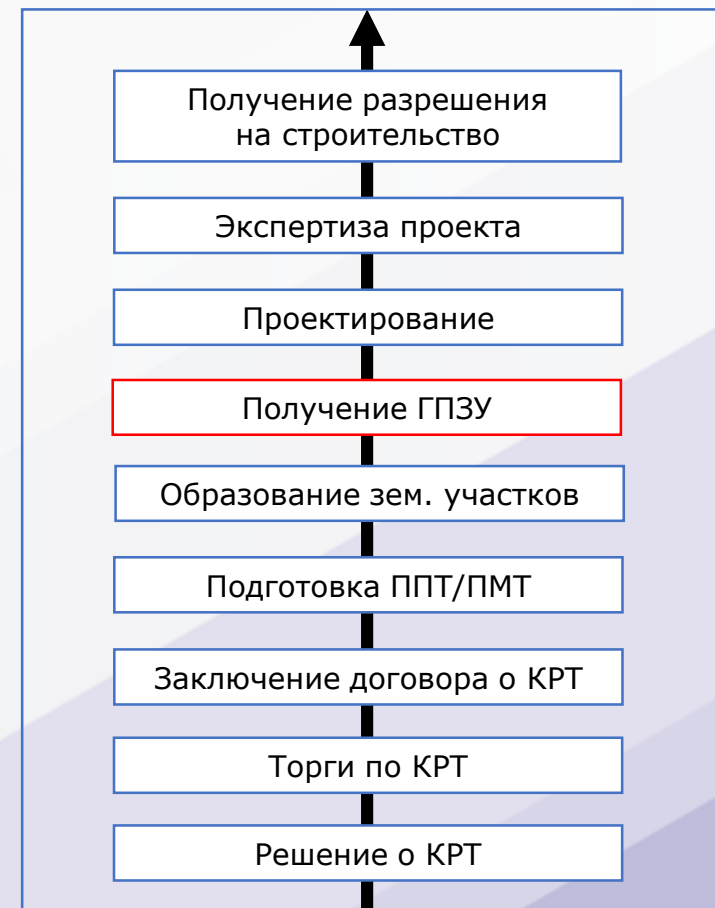 Получение разрешения
на строительство
Экспертиза проекта
Проектирование
Получение ГПЗУ
Образование зем. участков
Подготовка ППТ/ПМТ
Заключение договора о КРТ
Торги по КРТ
Решение о КРТ